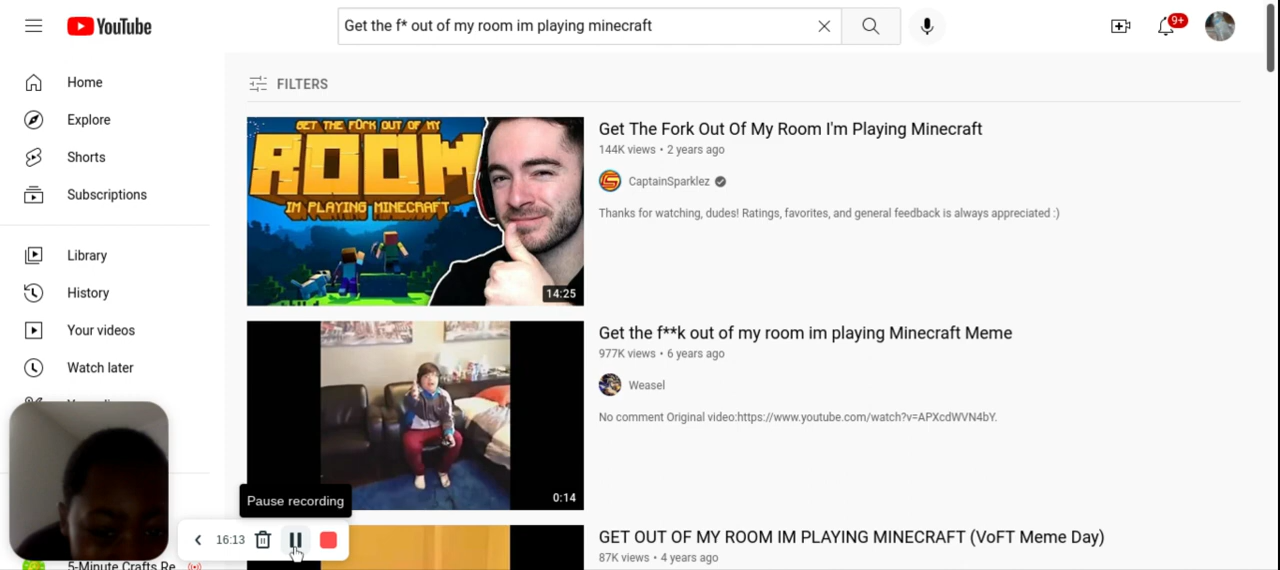 YouTube
Get the f* out of my room im playing minecraft
9+
Home
Explore
Shorts
Subscriptions
Library
History
Your videos
Watch later
5-Minute Crafts Re
FILTERS
GET THE FORK OUT OF MY
ROOM
IM PLAYING MINECRAFT
14:25
Get The Fork Out Of My Room I'm Playing Minecraft
144K views • 2 years ago
CaptainSparklez
Thanks for watching, dudes! Ratings, favorites, and general feedback is always appreciated :)
0:14
Get the f**k out of my room im playing Minecraft Meme
977K views • 6 years ago
Weasel
No comment Original video:https://www.youtube.com/watch?v=APXcdWVN4bY.
Pause recording
16:13
GET OUT OF MY ROOM IM PLAYING MINECRAFT (VoFT Meme Day)
87K views • 4 years ago